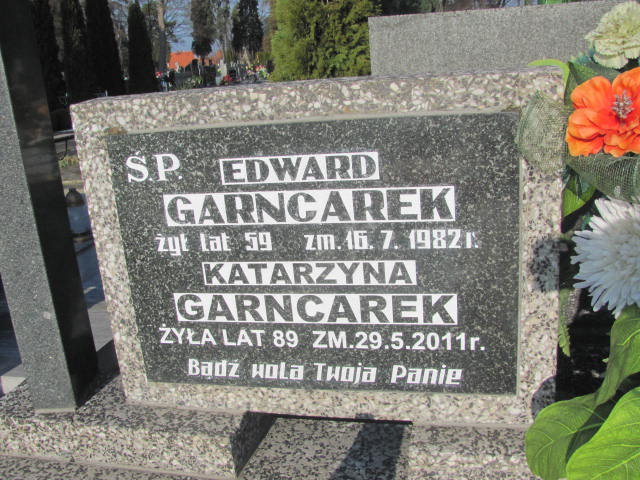 Ś.P. EDWARD
GARNCAREK
żył lat 59 zm. 16. 7. 1982 r.
KATARZYNA
GARNCAREK
ŻYŁA LAT 89 ZM. 29.5.2011 r.
Bądź wola Twoja Panie